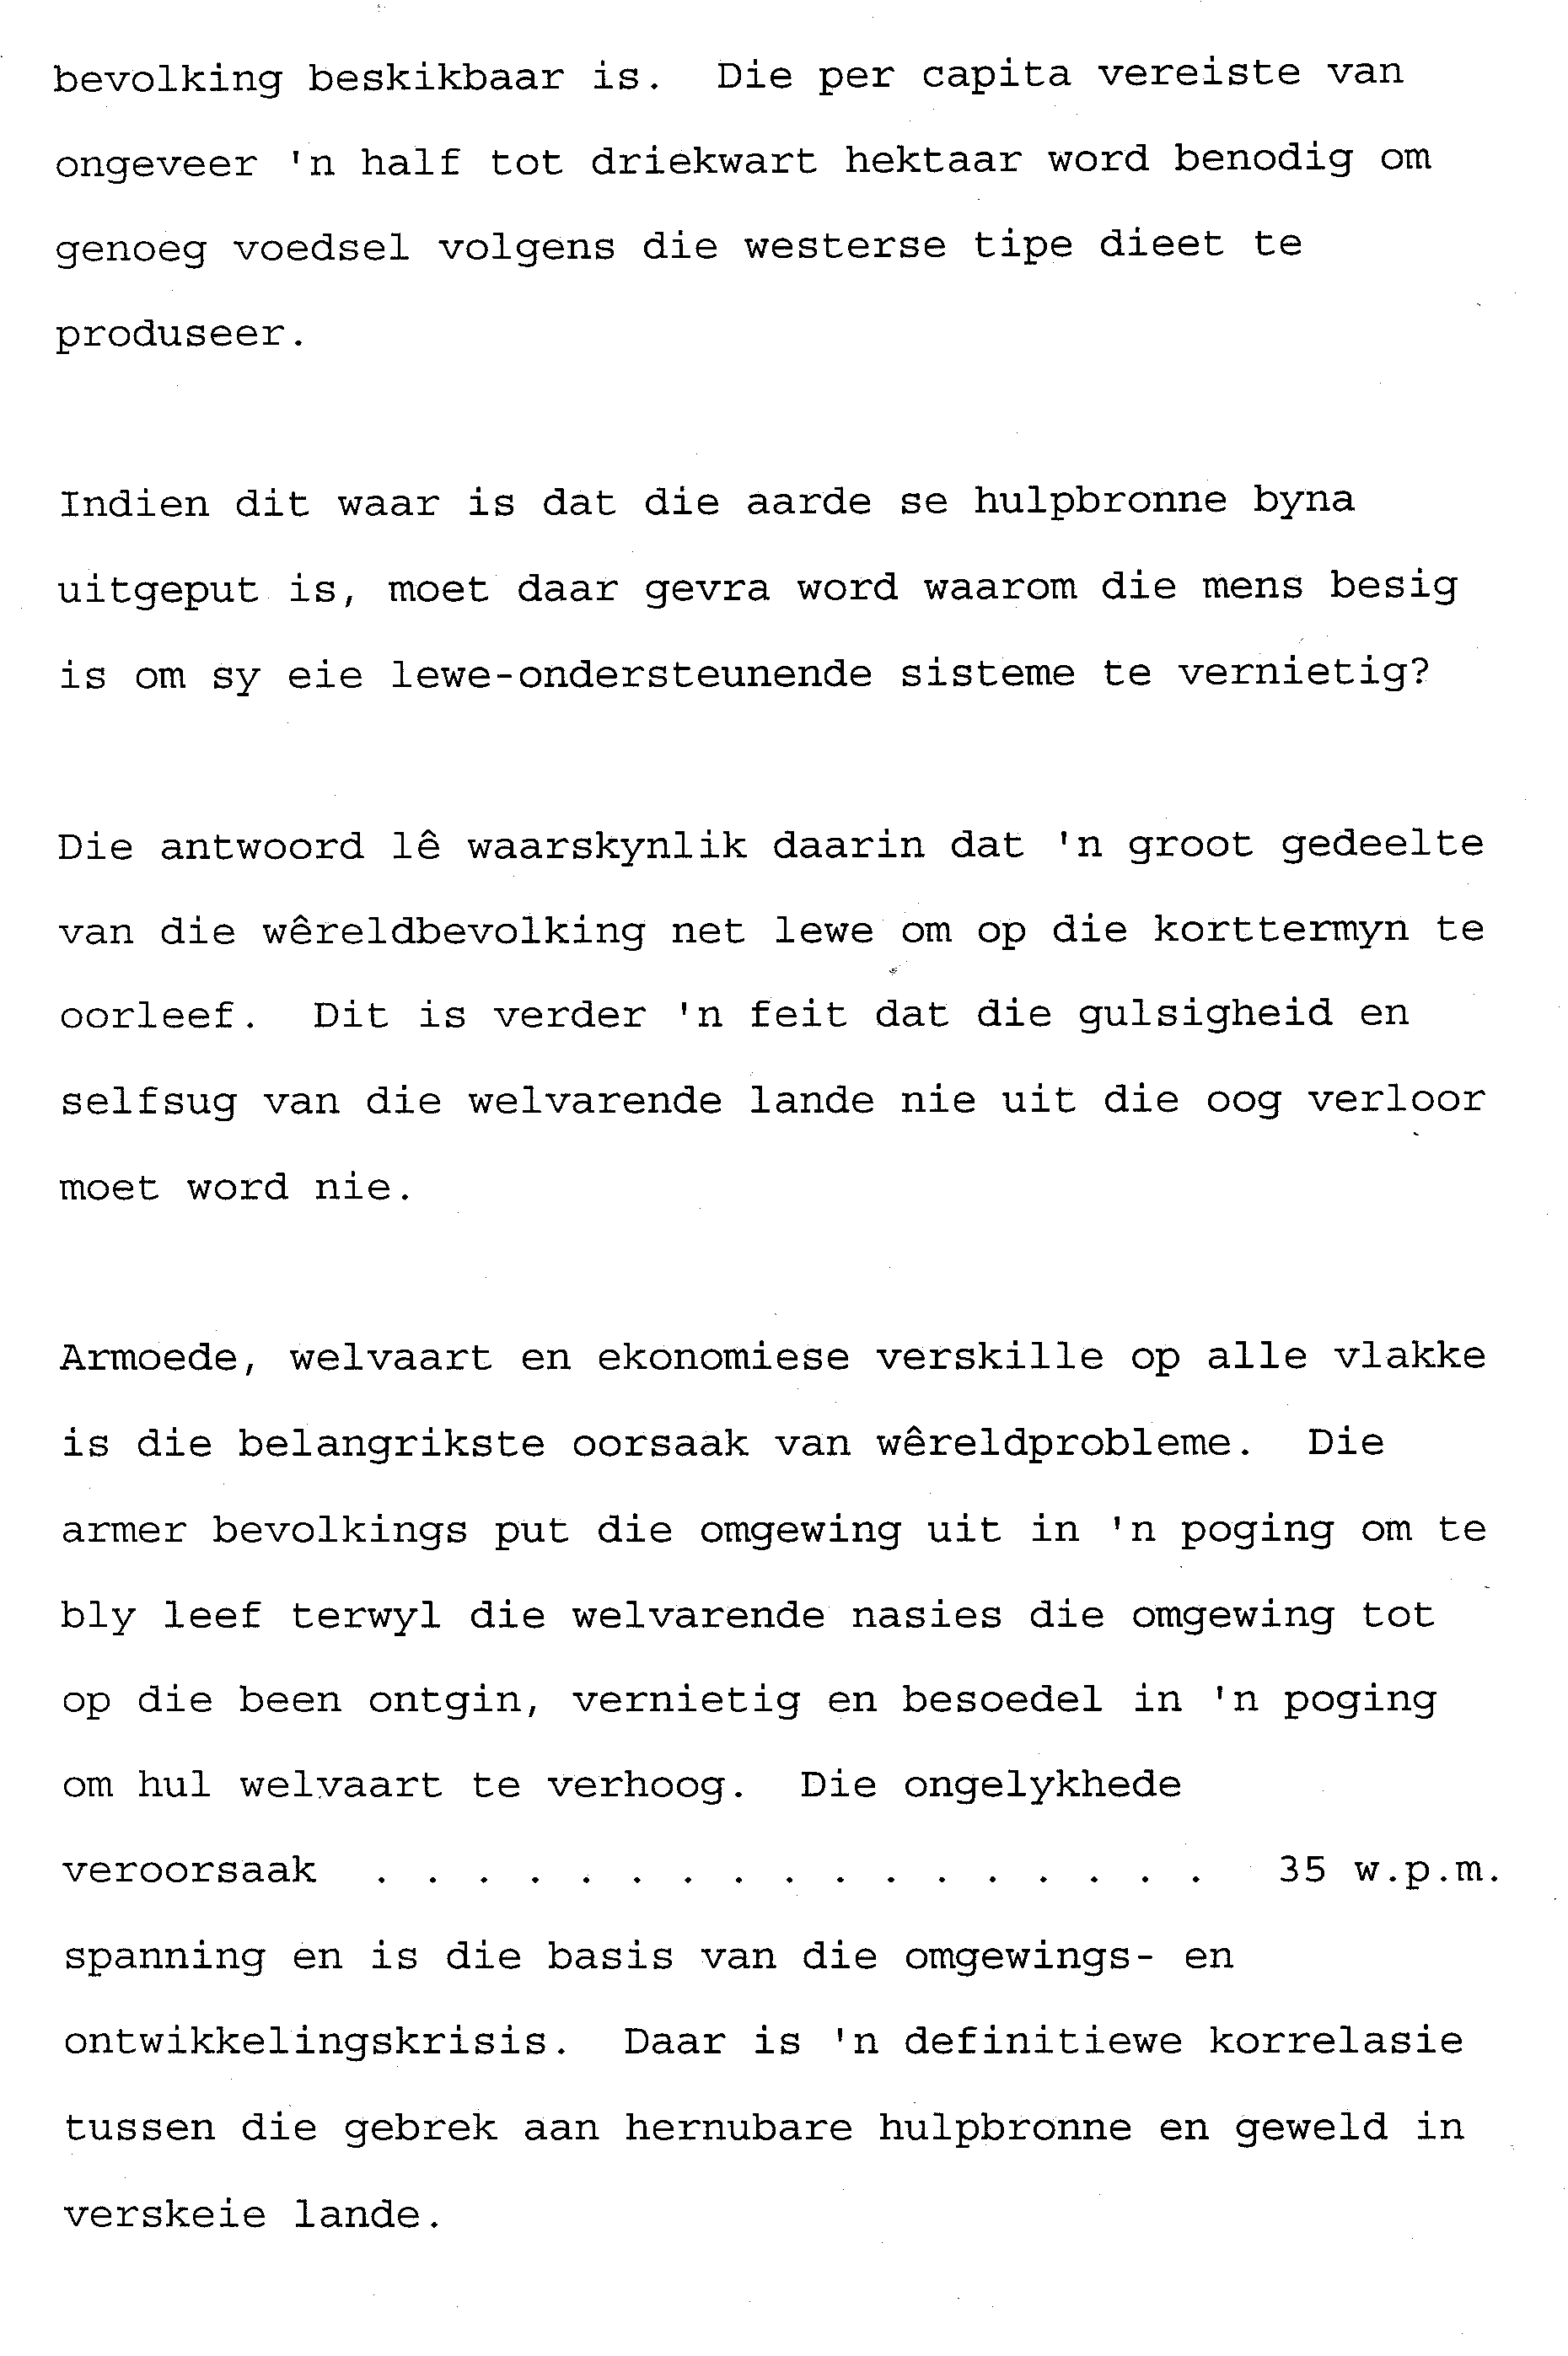 bevolking beskikbaar is.  Die per capita vereiste van
ongeveer 'n half tot driekwart hektaar word benodig om
genoeg voedsel volgens die westerse tipe dieet te
produseer.
Indien dit waar is dat die aarde se hulpbronne byna
uitgeput is, moet daar gevra word waarom die mens besig
is om sy eie lewe-ondersteunende sisteme te vernietig?
Die antwoord lê waarskynlik daarin dat 'n groot gedeelte
van die wêreldbevolking net lewe om op die korttermyn te
oorleef.  Dit is verder 'n feit dat die gulsigheid en
selfsug van die welvarende lande nie uit die oog verloor
moet word nie.
Armoede, welvaart en ekonomiese verskille op alle vlakke
is die belangrikste oorsaak van wêreldprobleme.  Die
armer bevolkings put die omgewing uit in 'n poging om te
bly leef terwyl die welvarende nasies die omgewing tot
op die been ontgin, vernietig en besoedel in 'n poging
om hul welvaart te verhoog.  Die ongelykhede
veroorsaak . . . . . . . . . . . . . . . . . 35 w.p.m.
spanning en is die basis van die omgewings- en
ontwikkelingskrisis.  Daar is 'n definitiewe korrelasie
tussen die gebrek aan hernubare hulpbronne en geweld in
verskeie lande.